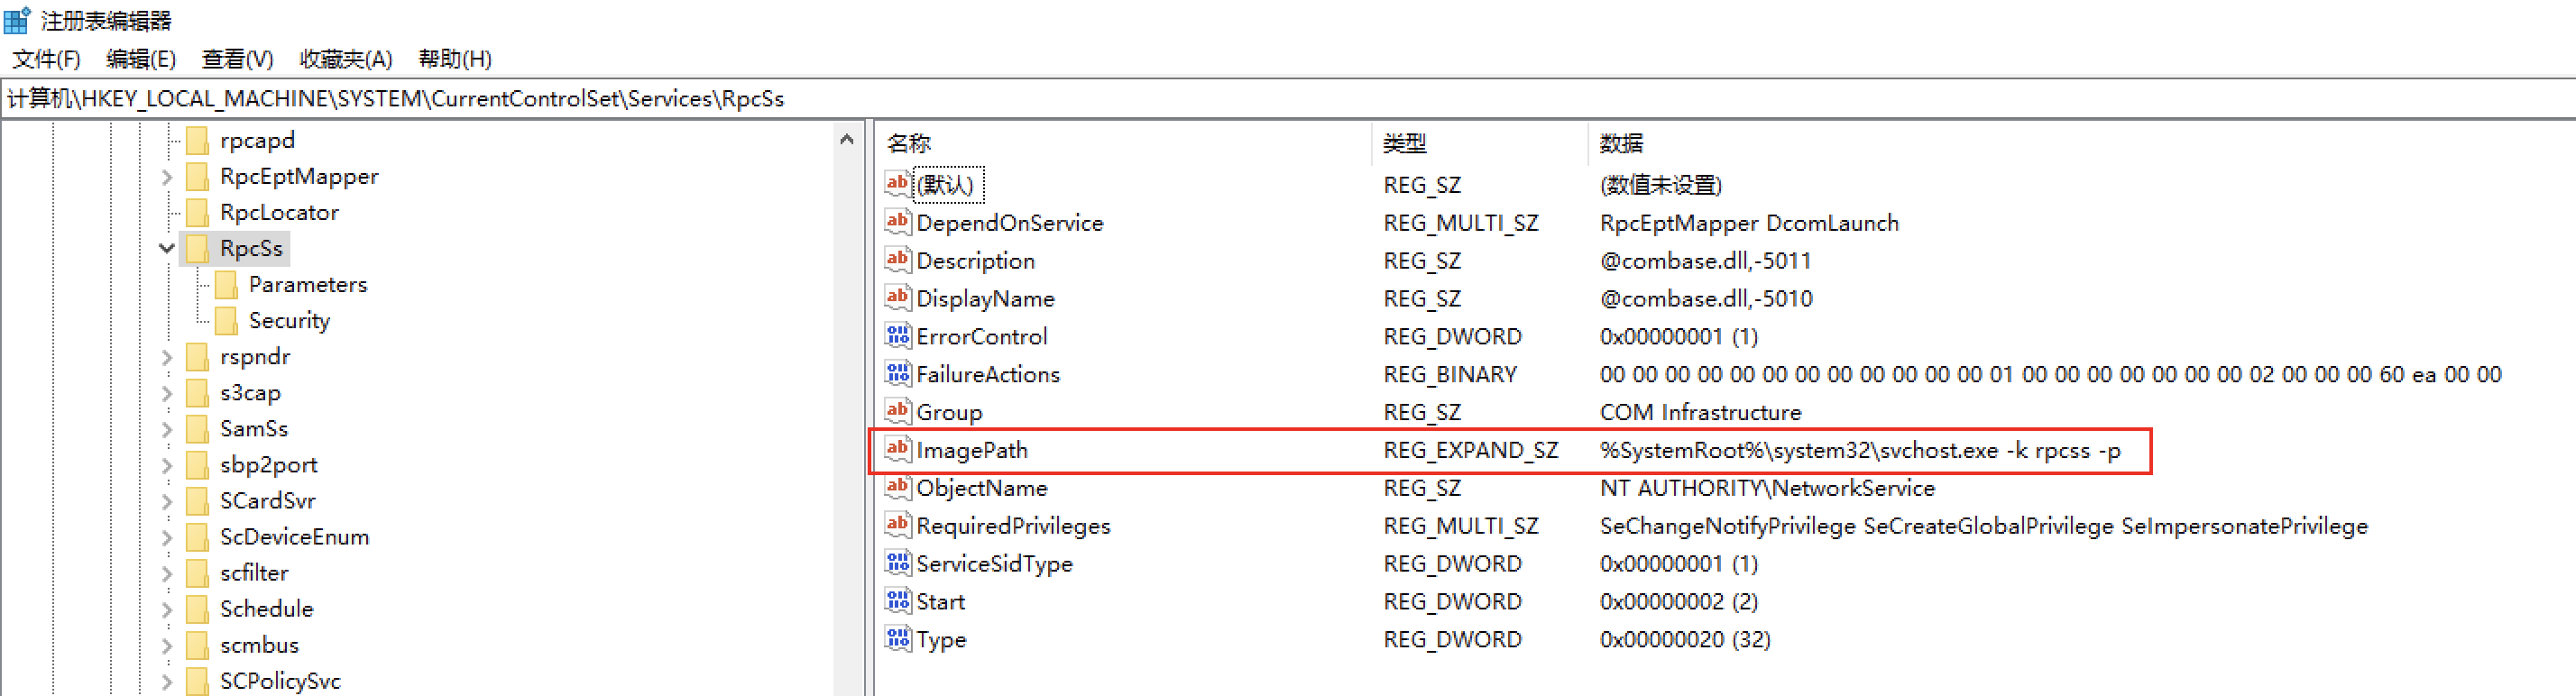 注册表编辑器
文件(F) 编辑(E) 查看(V) 收藏夹(A) 帮助(H)
计算机\HKEY_LOCAL_MACHINE\SYSTEM\CurrentControlSet\Services\RpcSs
rpcapd
RpcEptMapper
RpcLocator
RpcSs
Parameters
Security
rspndr
s3cap
SamSs
sbp2port
SCardSvr
ScDeviceEnum
scfilter
Schedule
scmbus
SCPolicySvc
名称 类型 数据
(默认) REG_SZ (数值未设置)
DependOnService REG_MULTI_SZ RpcEptMapper DcomLaunch
Description REG_SZ @combase.dll,-5011
DisplayName REG_SZ @combase.dll,-5010
ErrorControl REG_DWORD 0x00000001 (1)
FailureActions REG_BINARY 00 00 00 00 00 00 00 00 00 00 00 00 01 00 00 00 00 00 00 00 02 00 00 00 60 ea 00 00
Group REG_SZ COM Infrastructure
ImagePath REG_EXPAND_SZ %SystemRoot%\system32\svchost.exe -k rpcss -p
ObjectName REG_SZ NT AUTHORITY\NetworkService
RequiredPrivileges REG_MULTI_SZ SeChangeNotifyPrivilege SeCreateGlobalPrivilege SeImpersonatePrivilege
ServiceSidType REG_DWORD 0x00000001 (1)
Start REG_DWORD 0x00000002 (2)
Type REG_DWORD 0x00000020 (32)